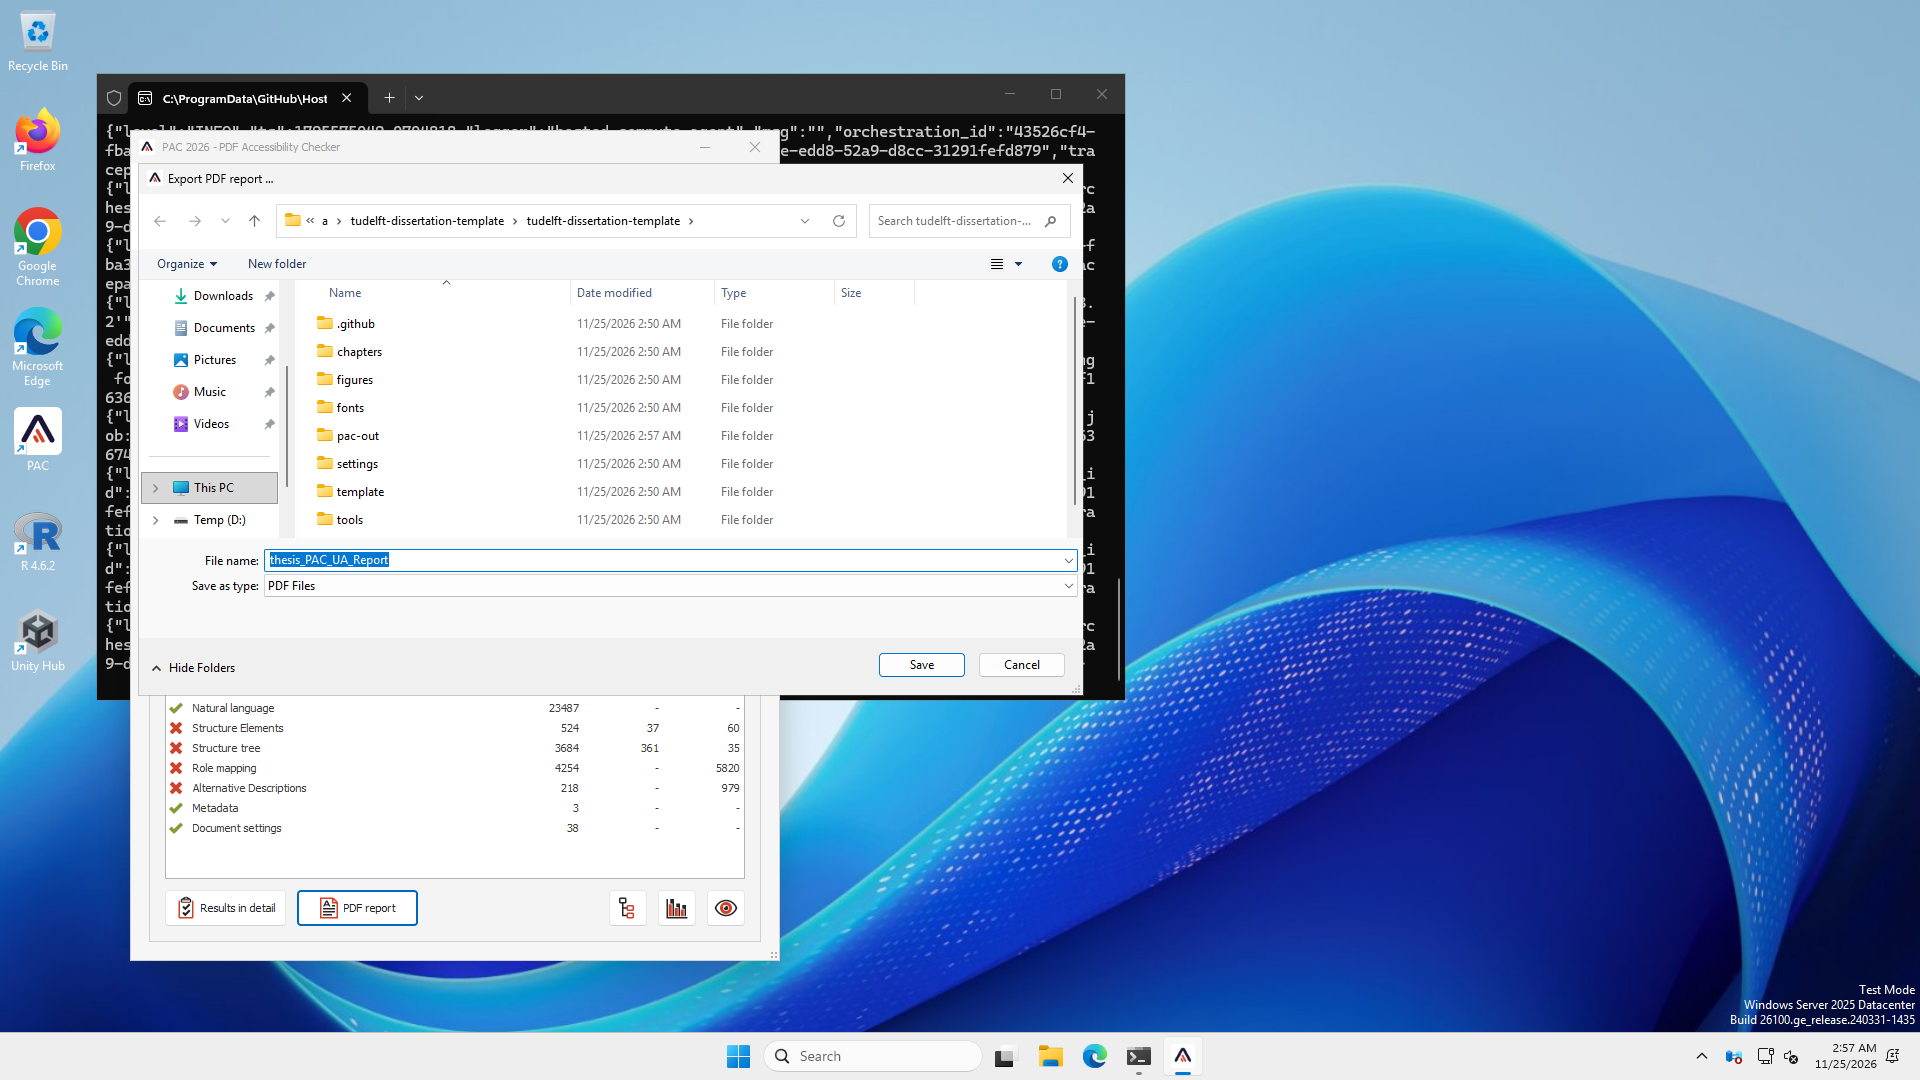 Recycle Bin
Firefox
Google
Chrome
Microsoft
Edge
PAC
R 4.6.2
Unity Hub
C:\ProgramData\GitHub\Host
PAC 2026 - PDF Accessibility Checker
Export PDF report ...
« a › tudelft-dissertation-template › tudelft-dissertation-template ›
Search tudelft-dissertation-...
Organize
New folder
Downloads
Documents
Pictures
Music
Videos
This PC
Temp (D:)
Name Date modified Type Size
.github 11/25/2026 2:50 AM File folder
chapters 11/25/2026 2:50 AM File folder
figures 11/25/2026 2:50 AM File folder
fonts 11/25/2026 2:50 AM File folder
pac-out 11/25/2026 2:57 AM File folder
settings 11/25/2026 2:50 AM File folder
template 11/25/2026 2:50 AM File folder
tools 11/25/2026 2:50 AM File folder
File name: thesis_PAC_UA_Report
Save as type: PDF Files
Hide Folders
Save
Cancel
Natural language 23487 - -
Structure Elements 524 37 60
Structure tree 3684 361 35
Role mapping 4254 - 5820
Alternative Descriptions 218 - 979
Metadata 3 - -
Document settings 38 - -
Results in detail
PDF report
Test Mode
Windows Server 2025 Datacenter
Build 26100.ge_release.240331-1435
Search
2:57 AM
11/25/2026